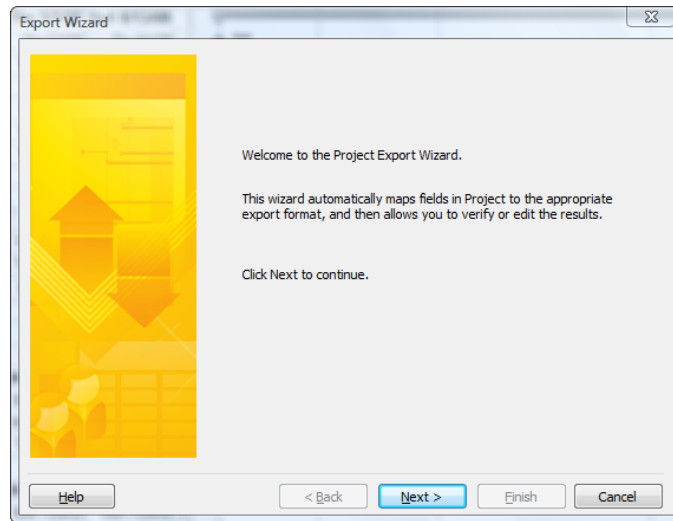 Export Wizard
Welcome to the Project Export Wizard.
This wizard automatically maps fields in Project to the appropriate
export format, and then allows you to verify or edit the results.
Click Next to continue.
Help
< Back
Next >
Finish
Cancel